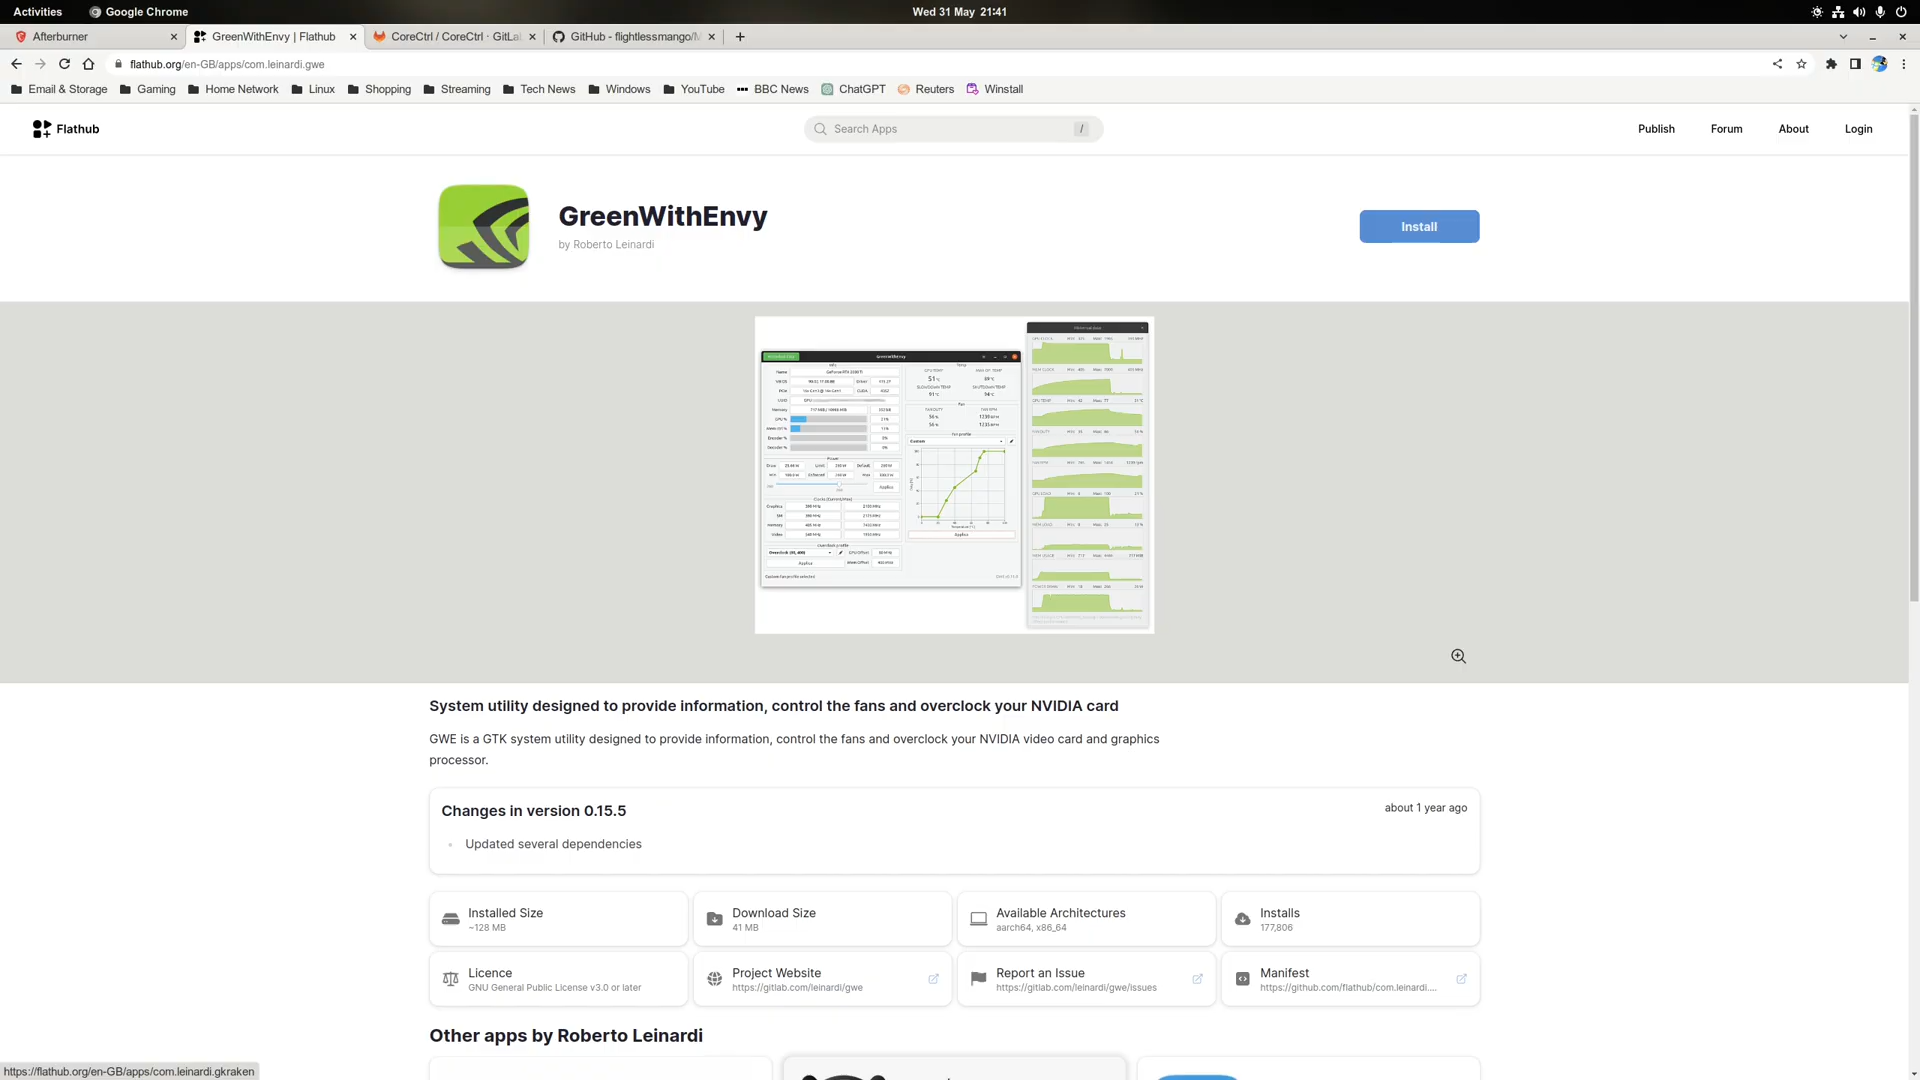 Activities
Google Chrome
Wed 31 May 21:41
Afterburner
GreenWithEnvy | Flathub
CoreCtrl / CoreCtrl · GitLa
GitHub - flightlessmango/M
flathub.org/en-GB/apps/com.leinardi.gwe
Email & Storage
Gaming
Home Network
Linux
Shopping
Streaming
Tech News
Windows
YouTube
BBC News
ChatGPT
Reuters
Winstall
Flathub
Search Apps
/
Publish
Forum
About
Login
GreenWithEnvy
by Roberto Leinardi
Install
GreenWithEnvy
System utility designed to provide information, control the fans and overclock your NVIDIA card
GWE is a GTK system utility designed to provide information, control the fans and overclock your NVIDIA video card and graphics
processor.
Changes in version 0.15.5
about 1 year ago
Updated several dependencies
Installed Size
~128 MB
Download Size
41 MB
Available Architectures
aarch64, x86_64
Installs
177,806
Licence
GNU General Public License v3.0 or later
Project Website
https://gitlab.com/leinardi/gwe
Report an Issue
https://gitlab.com/leinardi/gwe/issues
Manifest
https://github.com/flathub/com.leinardi....
Other apps by Roberto Leinardi
https://flathub.org/en-GB/apps/com.leinardi.gkraken